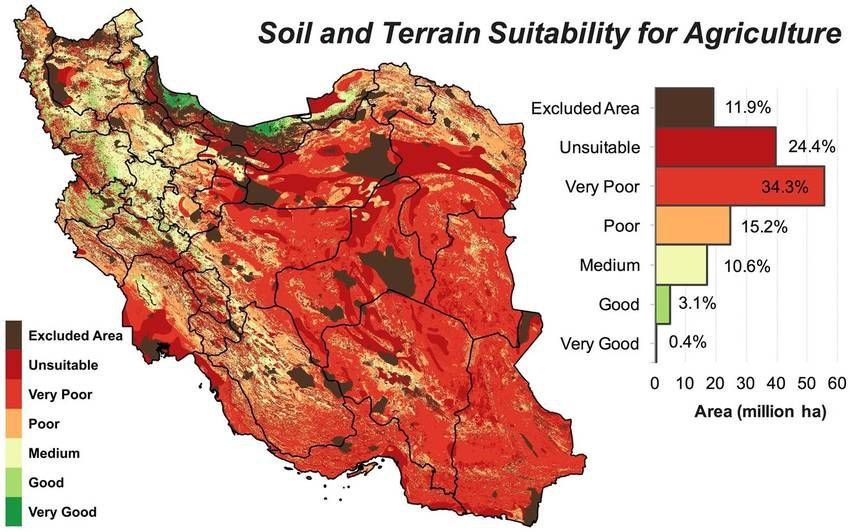 Soil and Terrain Suitability for Agriculture
Excluded Area 11.9%
Unsuitable 24.4%
Very Poor 34.3%
Poor 15.2%
Medium 10.6%
Good 3.1%
Very Good 0.4%
0 10 20 30 40 50 60
Area (million ha)
Excluded Area
Unsuitable
Very Poor
Poor
Medium
Good
Very Good